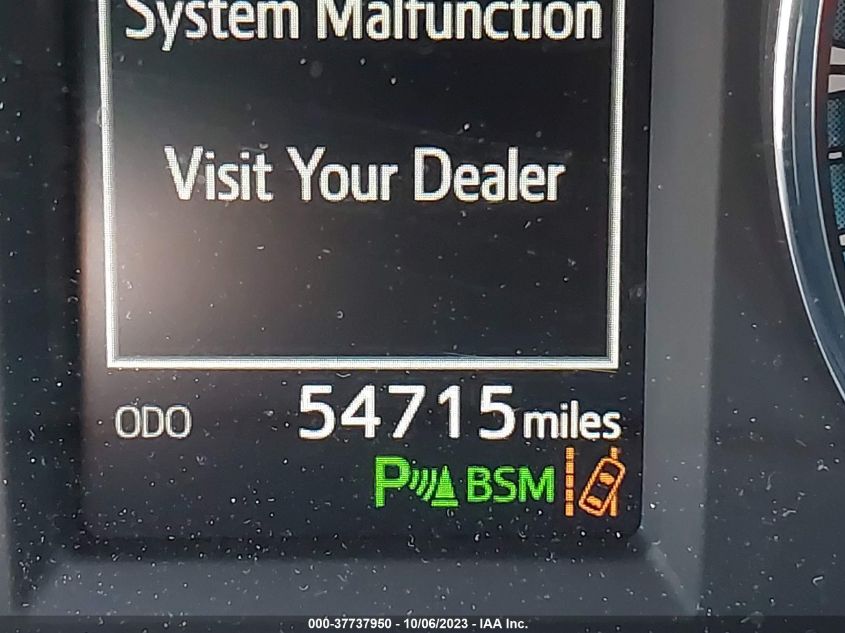 System Malfunction
Visit Your Dealer
ODO 54715 miles
P BSM
000-37737950 - 10/06/2023 - IAA Inc.